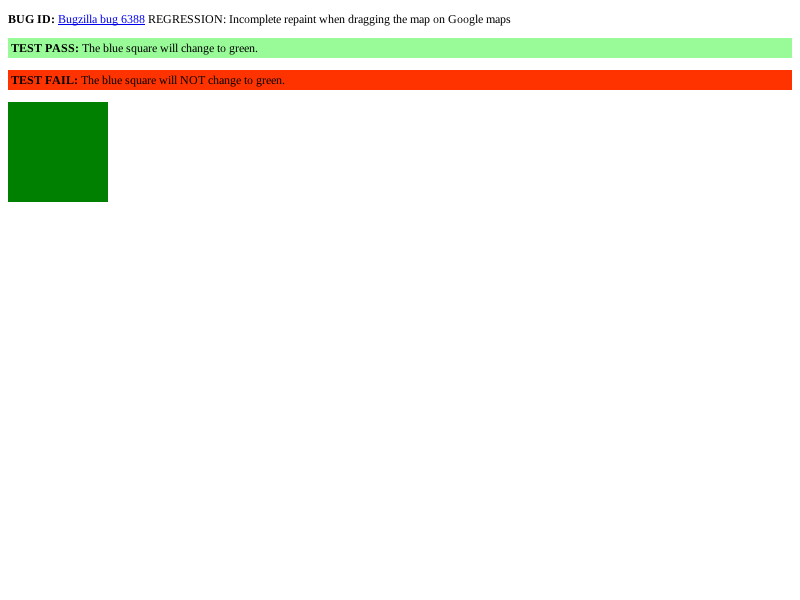 BUG ID: Bugzilla bug 6388 REGRESSION: Incomplete repaint when dragging the map on Google maps
TEST PASS: The blue square will change to green.
TEST FAIL: The blue square will NOT change to green.